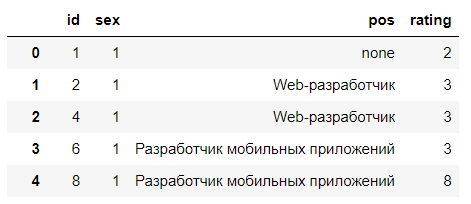 id sex pos rating
0 1 1 none 2
1 2 1 Web-разработчик 3
2 4 1 Web-разработчик 3
3 6 1 Разработчик мобильных приложений 3
4 8 1 Разработчик мобильных приложений 8